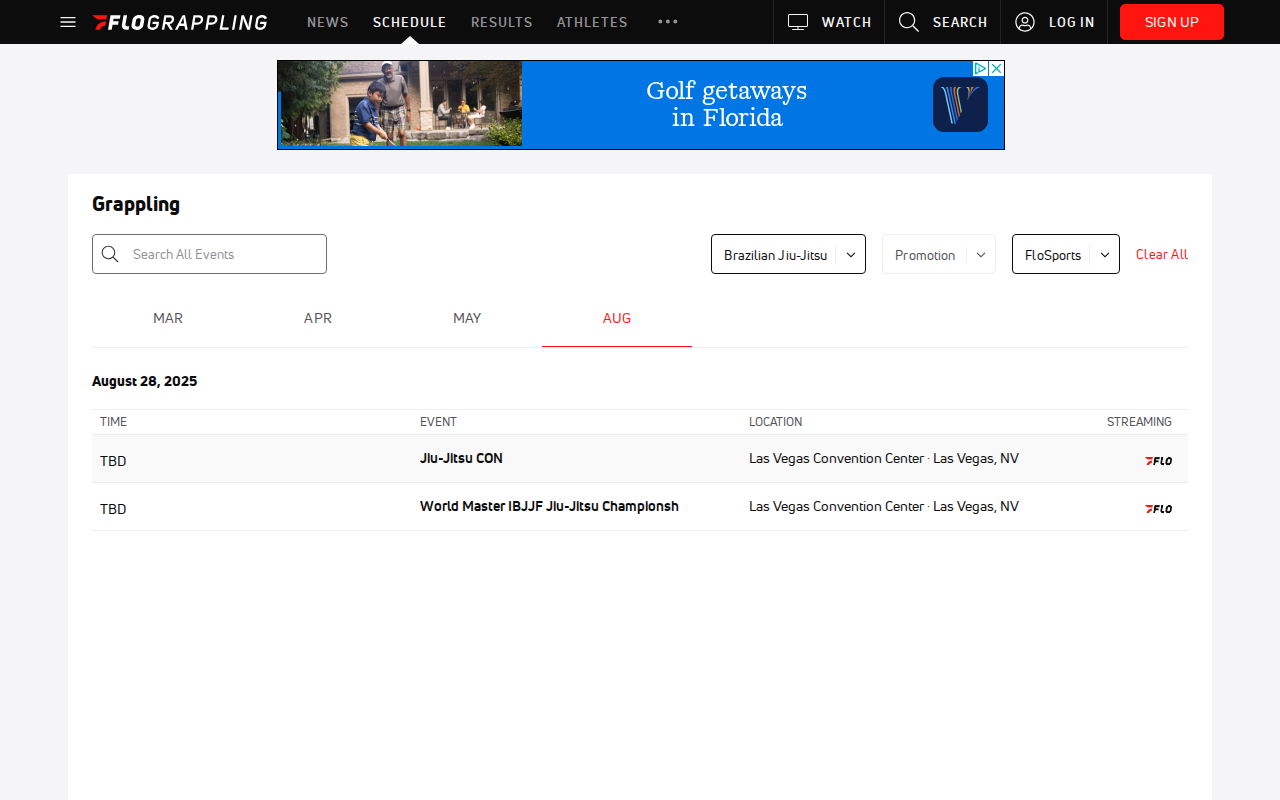 FLOGRAPPLING NEWS SCHEDULE RESULTS ATHLETES WATCH SEARCH LOG IN SIGN UP
Golf getaways
in Florida
Grappling
Search All Events Brazilian Jiu-Jitsu Promotion FloSports Clear All
MAR APR MAY AUG
August 28, 2025
TIME EVENT LOCATION STREAMING
TBD Jiu-Jitsu CON Las Vegas Convention Center · Las Vegas, NV FLO
TBD World Master IBJJF Jiu-Jitsu Championsh Las Vegas Convention Center · Las Vegas, NV FLO